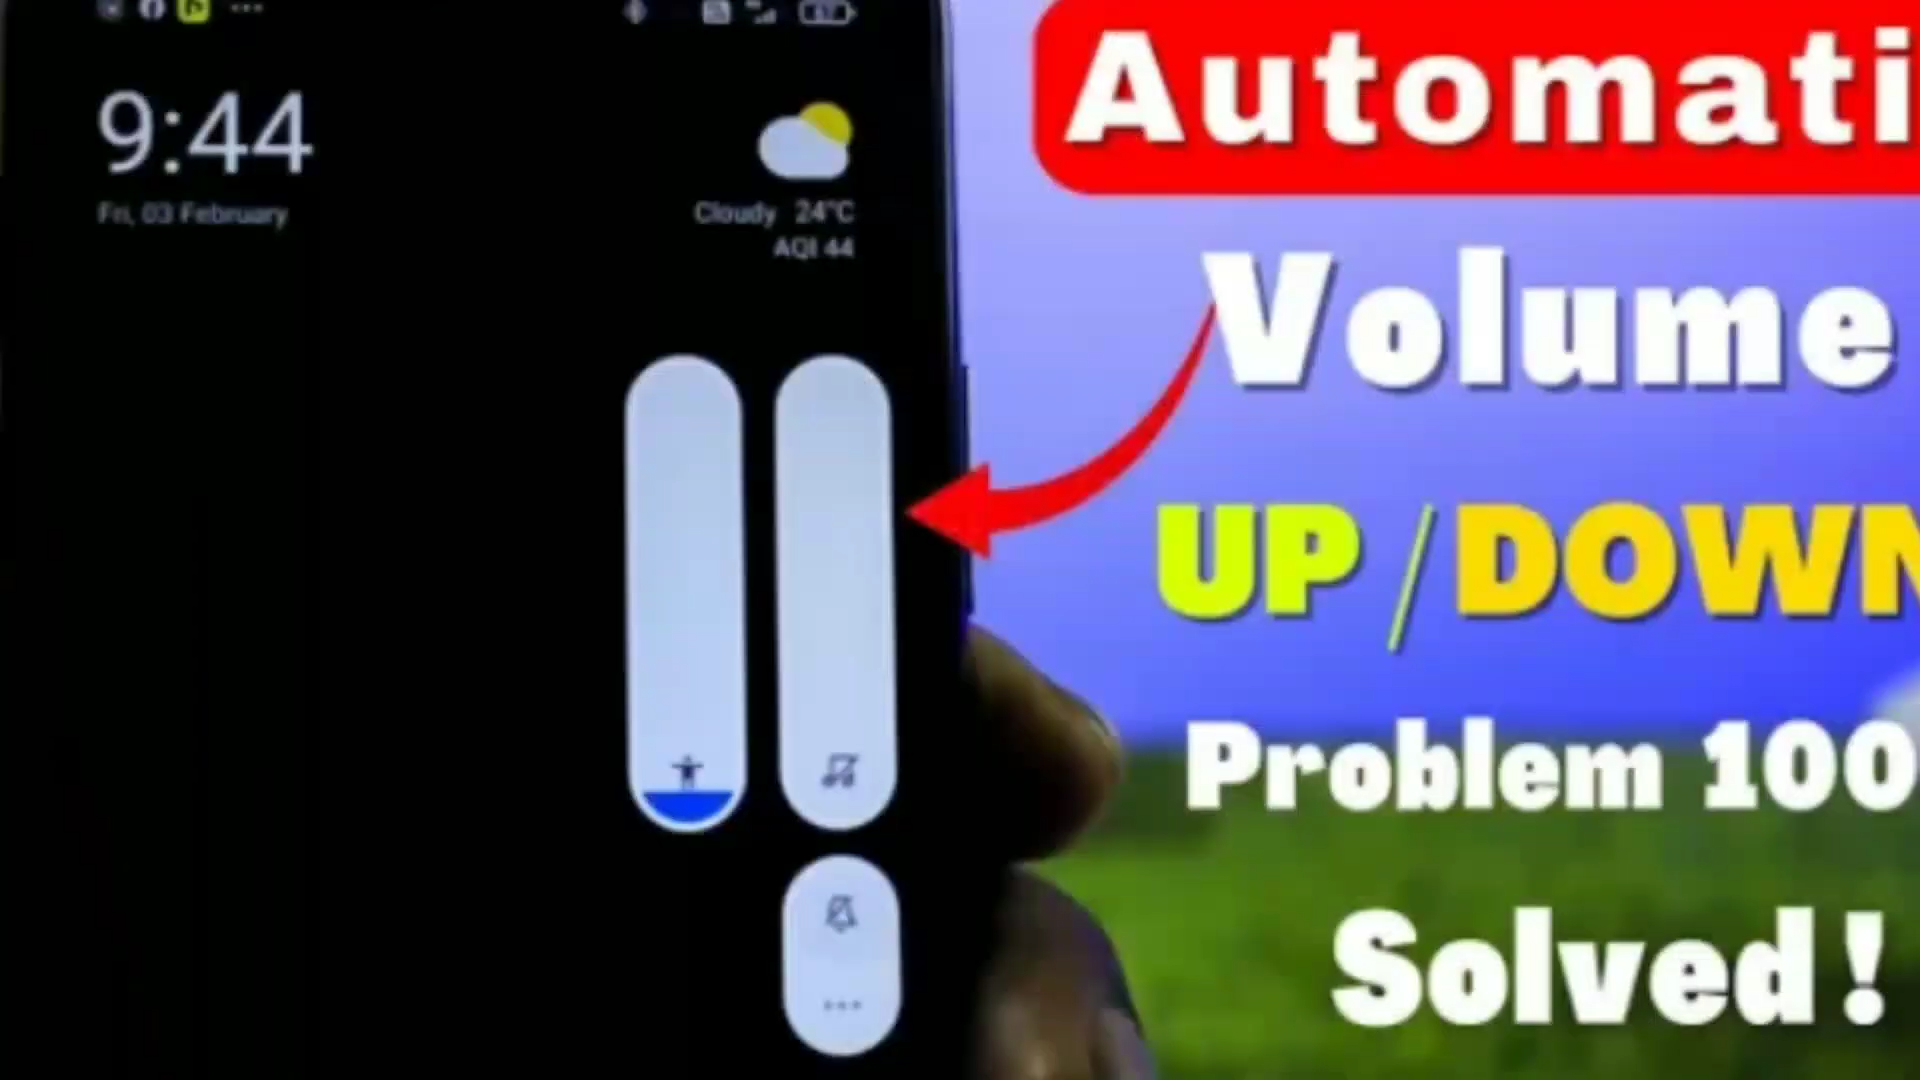 9:44
Fri, 03 February
Cloudy 24°C
AQI 44
Automati
Volume
UP / DOWN
Problem 100
Solved!